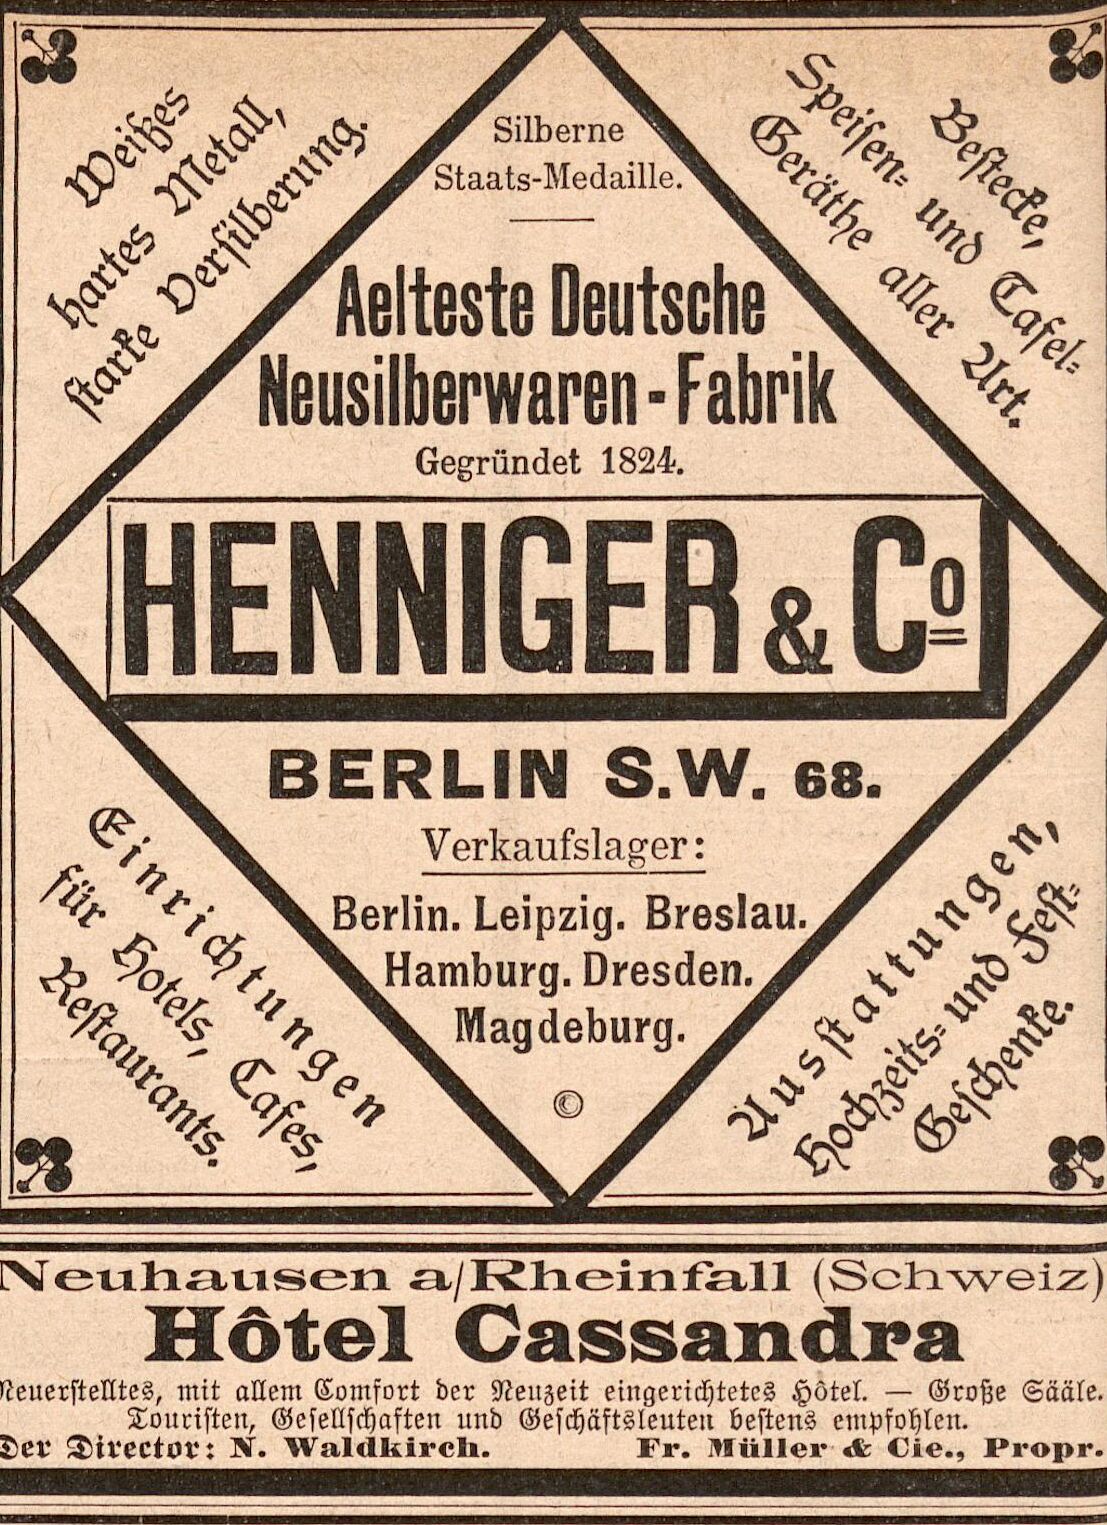 Weißes
hartes Metall,
starke Versilberung.
Silberne
Staats-Medaille.
Bestecke,
Speisen- und Tafel-
Geräthe aller Art.
Aelteste Deutsche
Neusilberwaren-Fabrik
Gegründet 1824.
HENNIGER & Co
BERLIN S.W. 68.
Verkaufslager:
Berlin. Leipzig. Breslau.
Hamburg. Dresden.
Magdeburg.
©
Einrichtungen
für Hotels, Cafes,
Restaurants.
Ausstattungen,
Hochzeits- und Fest-
Geschenke.
Neuhausen a/Rheinfall (Schweiz)
Hôtel Cassandra
Neuerstelltes, mit allem Comfort der Neuzeit eingerichtetes Hôtel. — Große Sääle.
Touristen, Gesellschaften und Geschäftsleuten bestens empfohlen.
Der Director: N. Waldkirch. Fr. Müller & Cie., Propr.